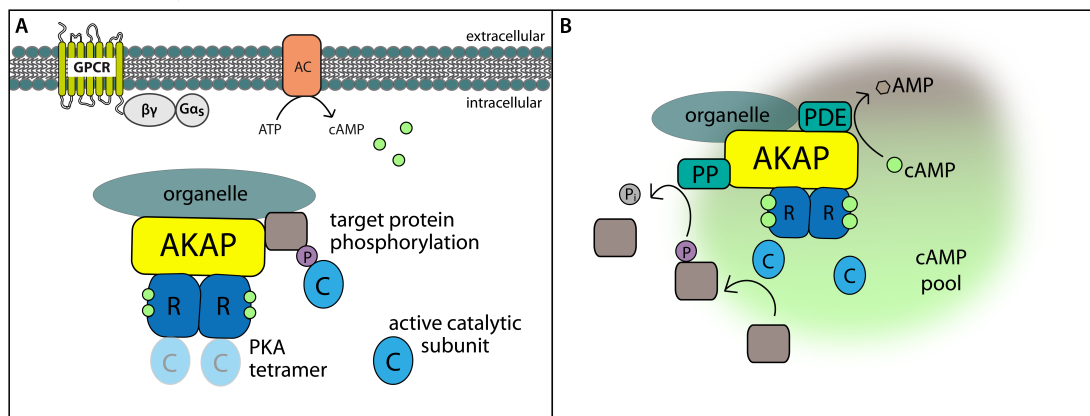 A
GPCR
βγ
Gαs
AC
extracellular
intracellular
ATP
cAMP
organelle
AKAP
target protein
phosphorylation
P
C
R
R
C
C
PKA
tetramer
active catalytic
subunit
C
B
organelle
PDE
AMP
AKAP
cAMP
PP
Pi
R
R
P
C
C
cAMP
pool